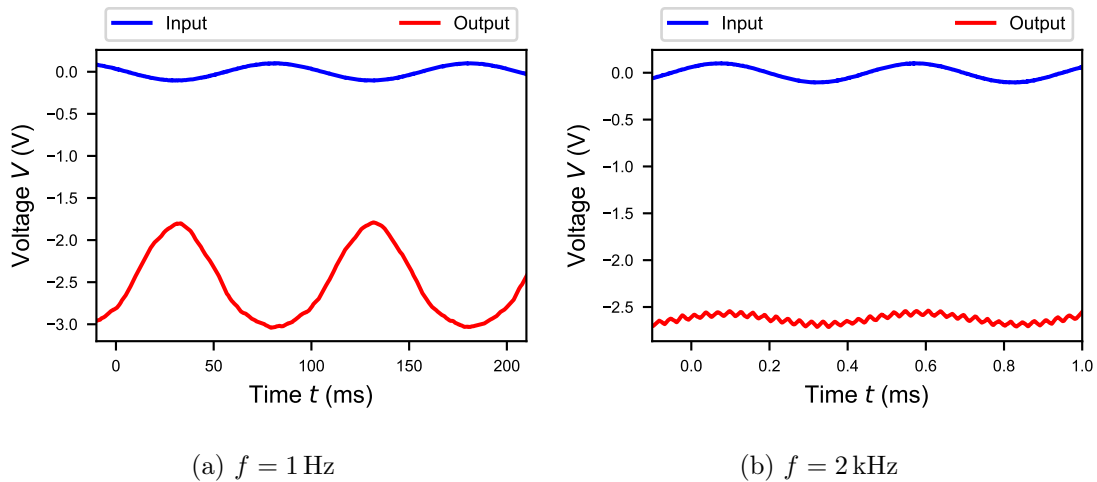 Input Output
0.0
−0.5
−1.0
−1.5
−2.0
−2.5
−3.0
Voltage V (V)
0 50 100 150 200
Time t (ms)
(a) f = 1 Hz
Input Output
0.0
−0.5
−1.0
−1.5
−2.0
−2.5
Voltage V (V)
0.0 0.2 0.4 0.6 0.8 1.0
Time t (ms)
(b) f = 2 kHz